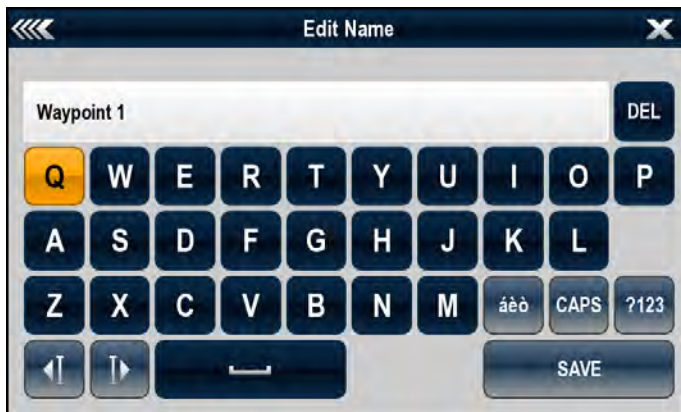 Edit Name
Waypoint 1 DEL
Q W E R T Y U I O P
A S D F G H J K L
Z X C V B N M áèò CAPS ?123
SAVE